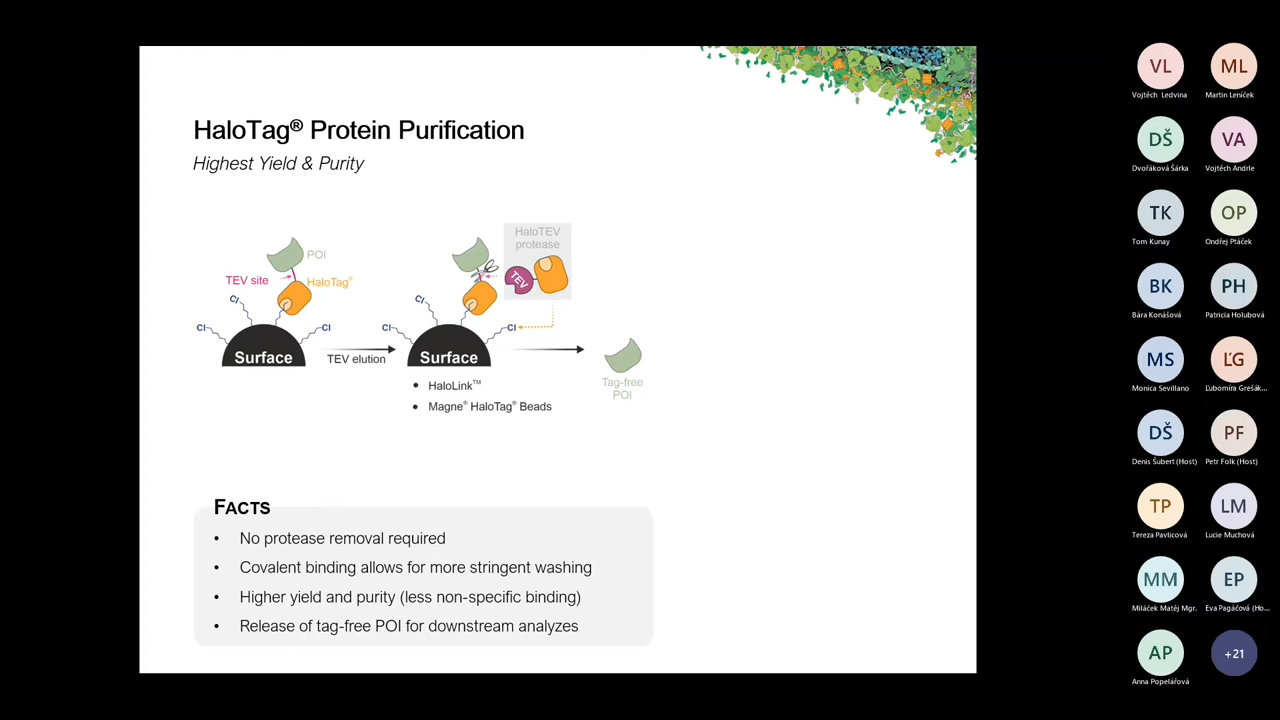 HaloTag® Protein Purification
Highest Yield & Purity
HaloTEV
protease
POI
TEV site
HaloTag®
TEV
Cl
Cl
Cl
Cl
Cl
Cl
Surface
TEV elution
Surface
Tag-free
POI
• HaloLink™
• Magne® HaloTag® Beads
FACTS
• No protease removal required
• Covalent binding allows for more stringent washing
• Higher yield and purity (less non-specific binding)
• Release of tag-free POI for downstream analyzes
VL
ML
Vojtěch Ledvina
Martin Leníček
DŠ
VA
Dvořáková Šárka
Vojtěch Andrle
TK
OP
Tom Kunay
Ondřej Ptáček
BK
PH
Bára Konášová
Patricia Holubová
MS
ĽG
Monica Sevillano
Ľubomíra Grešák...
DŠ
PF
Denis Šubert (Host)
Petr Folk (Host)
TP
LM
Tereza Pavlicová
Lucie Muchová
MM
EP
Miláček Matěj Mgr.
Eva Pagáčová (Ho...
AP
+21
Anna Popelářová